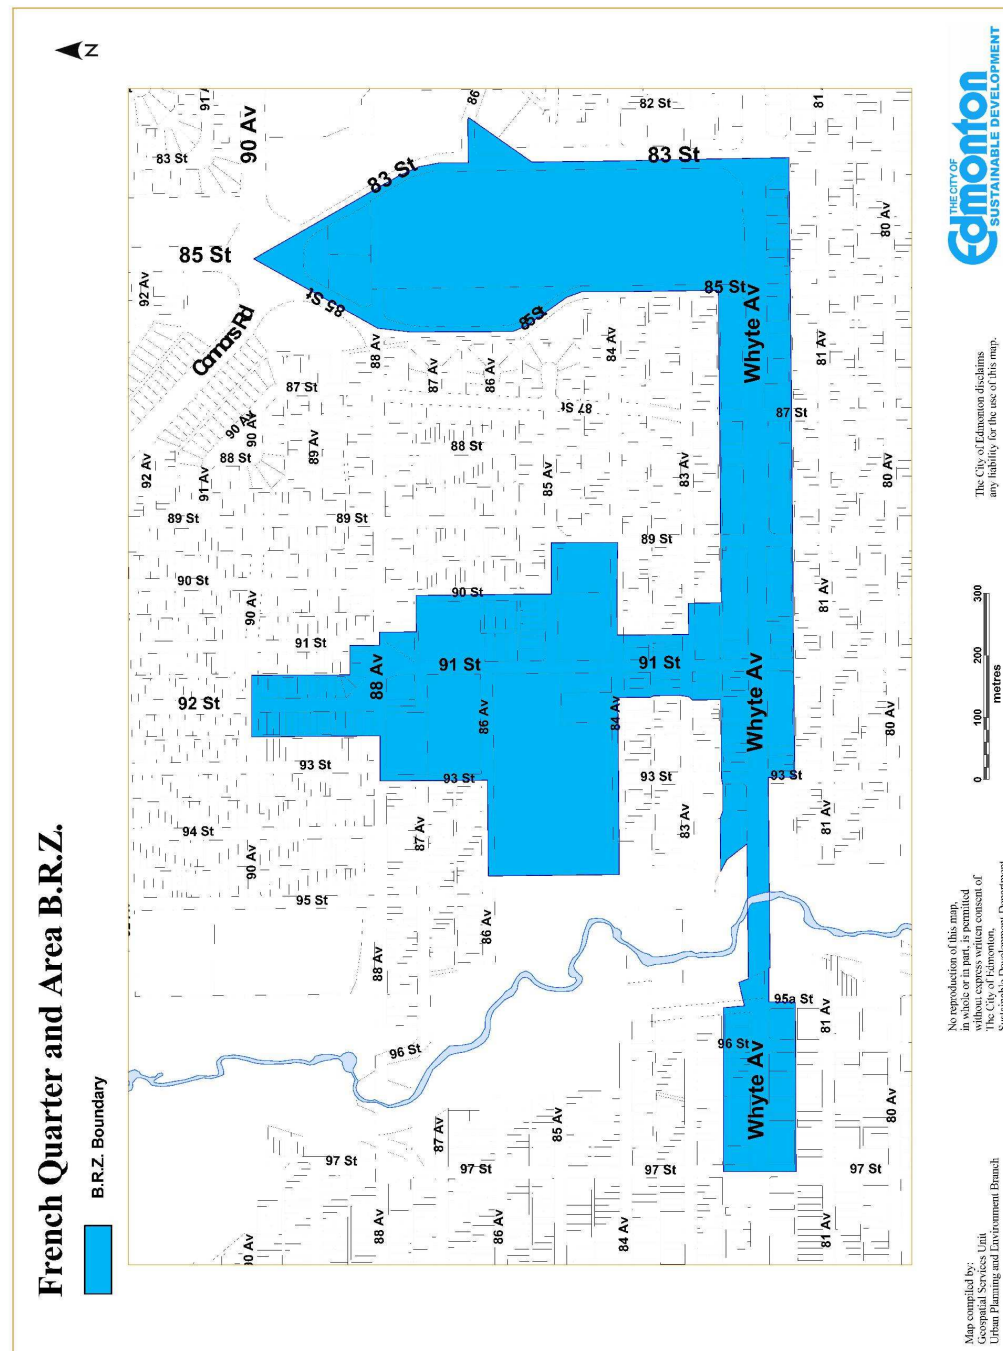 French Quarter and Area B.R.Z.
B.R.Z. Boundary
N
91
83 St
90 Av
86
82 St
81
83 St
83 St
85 St
92 Av
Connors Rd
85 St
85 St
85 St
Whyte Av
80 Av
88 Av
87 Av
86 Av
84 Av
81 Av
87 St
87 St
87 St
90 Av
90 Av
88 St
89 Av
88 St
92 Av
91 Av
85 Av
83 Av
80 Av
89 St
89 St
89 St
90 St
90 Av
90 St
81 Av
91 St
91 St
91 St
92 St
88 Av
86 Av
84 Av
Whyte Av
80 Av
93 St
93 St
93 St
93 St
94 St
90 Av
87 Av
83 Av
81 Av
95 St
86 Av
88 Av
95a St
81 Av
96 St
96 St
Whyte Av
87 Av
85 Av
80 Av
97 St
97 St
97 St
97 St
88 Av
86 Av
84 Av
81 Av
Map compiled by:
Geospatial Services Unit
Urban Planning and Environment Branch
No reproduction of this map,
in whole or in part, is permitted
without express written consent of
The City of Edmonton,
Sustainable Development Department
0 100 200 300
metres
The City of Edmonton disclaims
any liability for the use of this map.
THE CITY OF
Edmonton
SUSTAINABLE DEVELOPMENT